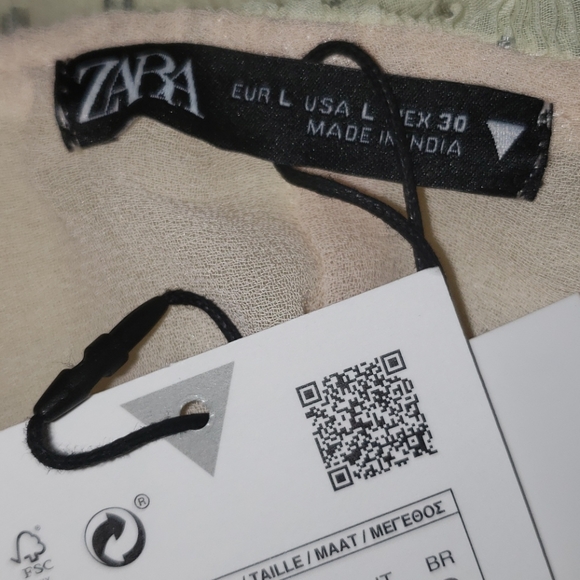 ZARA
EUR L USA L MEX 30
MADE IN INDIA
®
FSC
/ TAILLE / MAAT / ΜΕΓΕΘΟΣ
BR